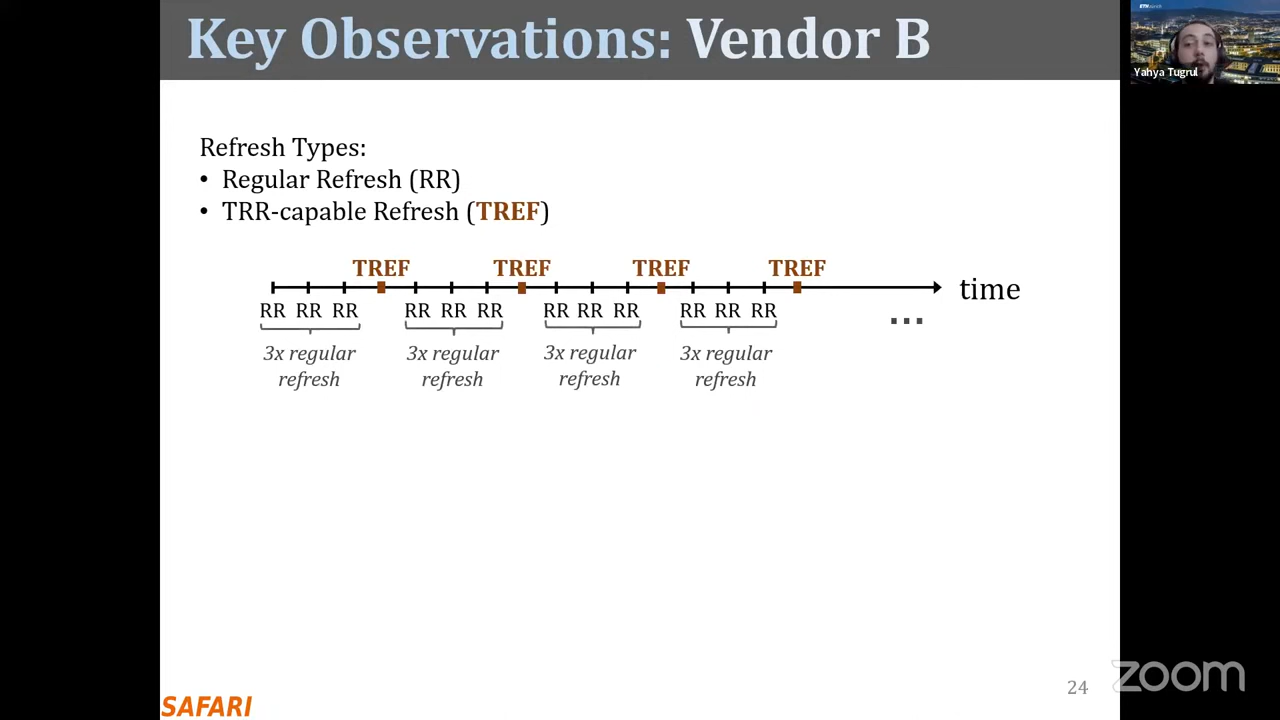 Key Observations: Vendor B
ETH zürich
Yahya Tugrul
Refresh Types:
• Regular Refresh (RR)
• TRR-capable Refresh (TREF)
TREF TREF TREF TREF
time
RR RR RR RR RR RR RR RR RR RR RR RR
...
3x regular refresh
3x regular refresh
3x regular refresh
3x regular refresh
24
zoom
SAFARI